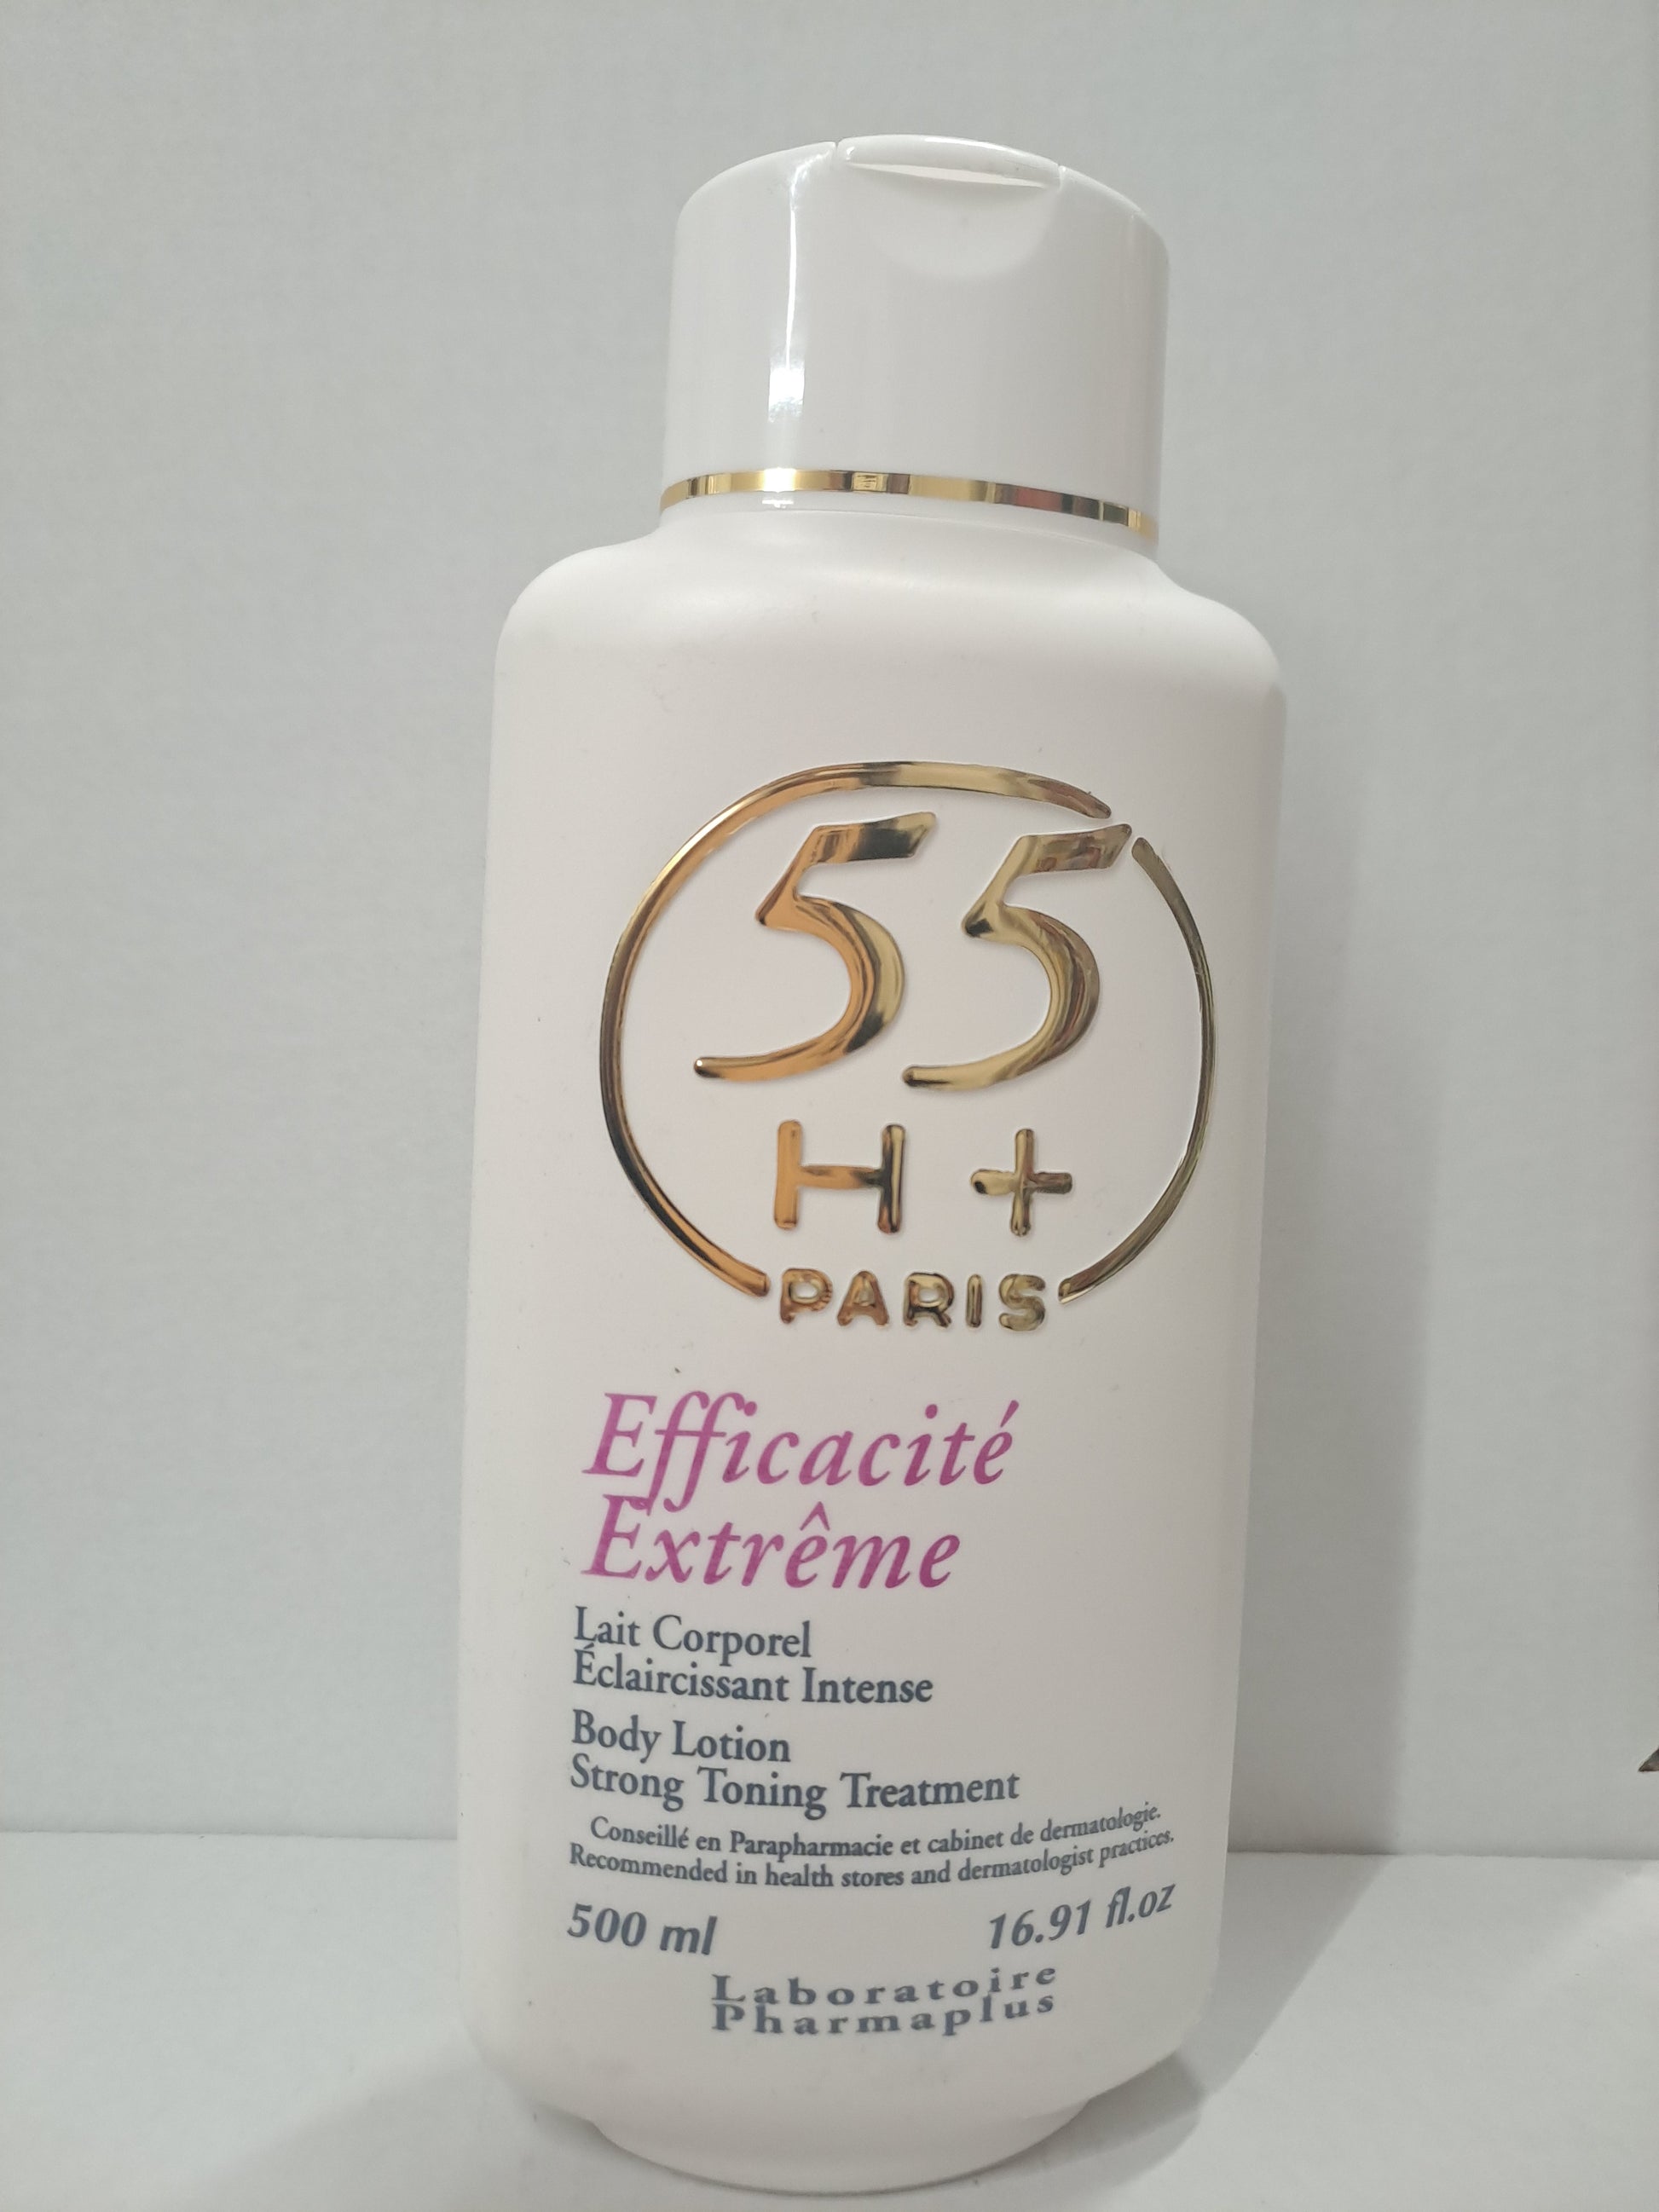 55
H +
PARIS
Efficacité
Extrême
Lait Corporel
Éclaircissant Intense
Body Lotion
Strong Toning Treatment
Conseillé en Parapharmacie et cabinet de dermatologie.
Recommended in health stores and dermatologist practices.
500 ml 16.91 fl.oz
Laboratoire
Pharmaplus